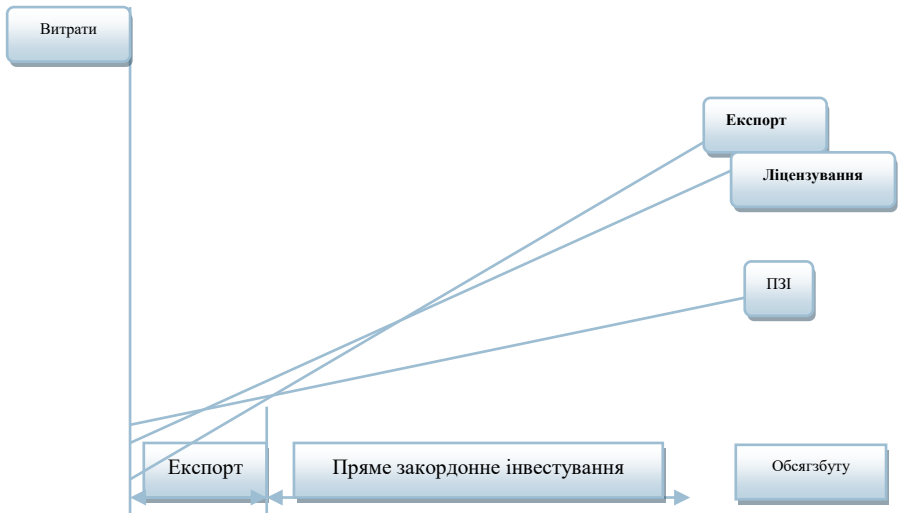 Витрати
Експорт
Ліцензування
ПЗІ
Експорт
Пряме закордонне інвестування
Обсягзбуту